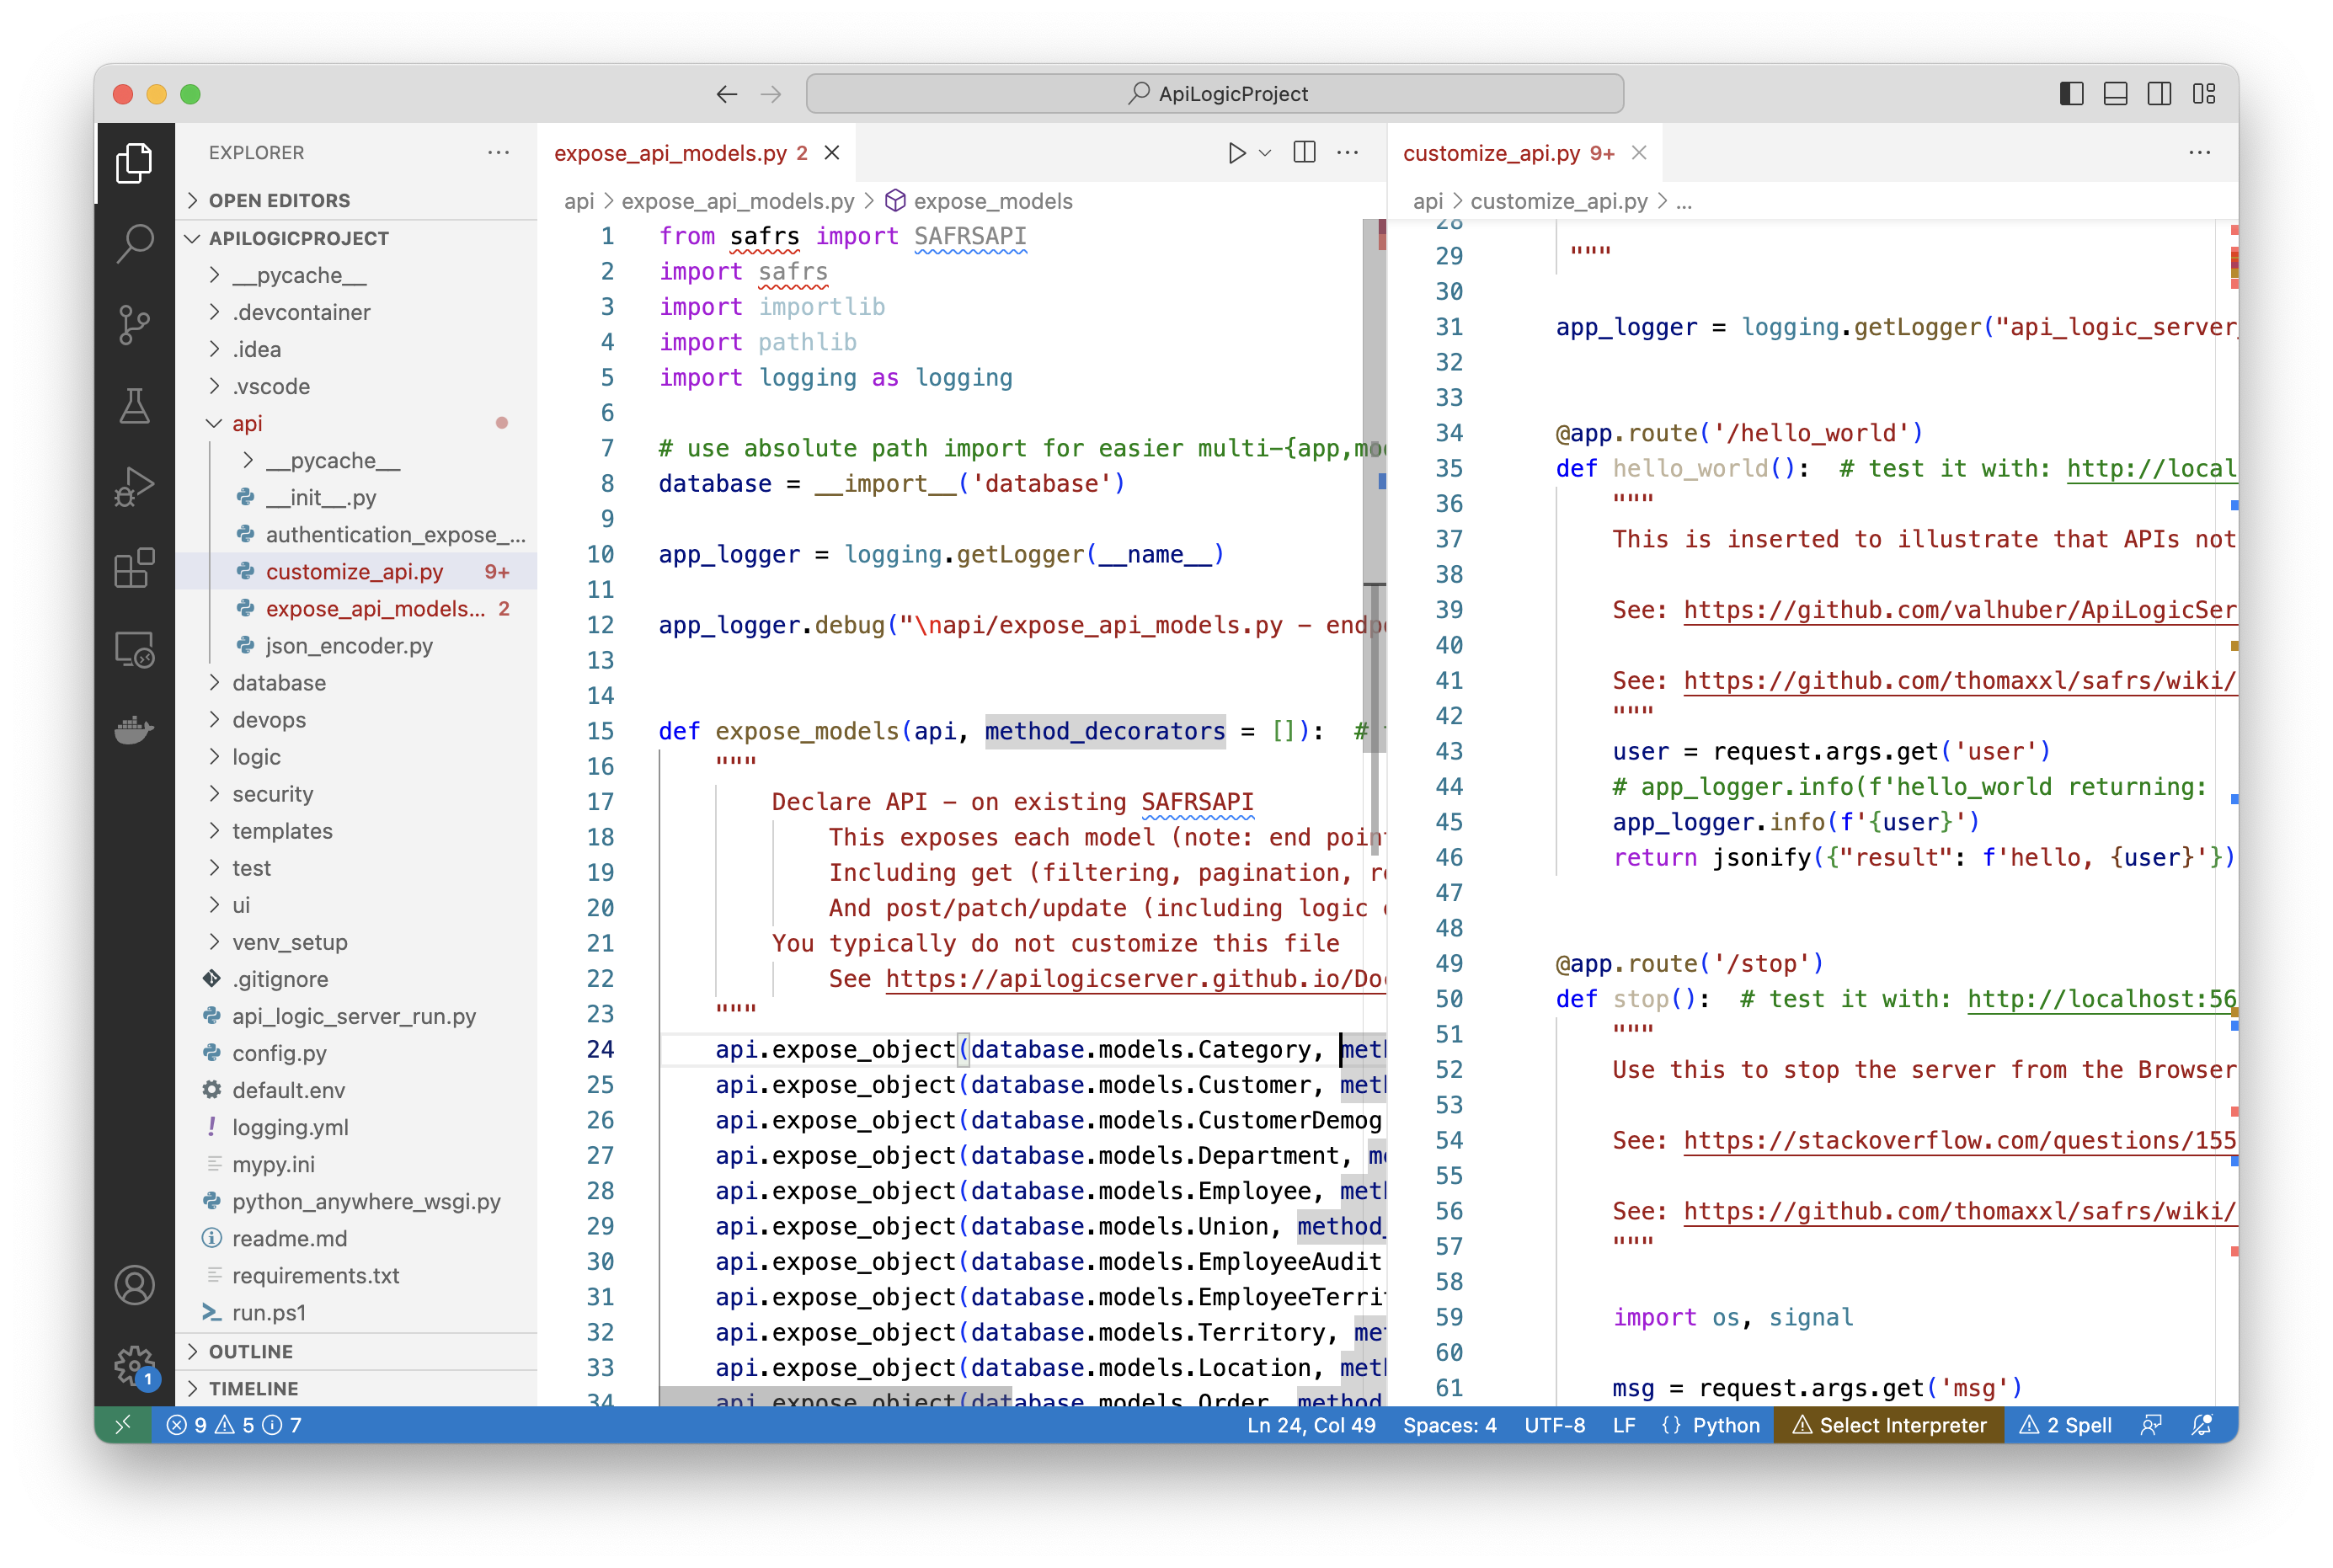 ApiLogicProject
EXPLORER
OPEN EDITORS
APILOGICPROJECT
__pycache__
.devcontainer
.idea
.vscode
api
__pycache__
__init__.py
authentication_expose_...
customize_api.py 9+
expose_api_models... 2
json_encoder.py
database
devops
logic
security
templates
test
ui
venv_setup
.gitignore
api_logic_server_run.py
config.py
default.env
logging.yml
mypy.ini
python_anywhere_wsgi.py
readme.md
requirements.txt
run.ps1
OUTLINE
TIMELINE
1
expose_api_models.py 2
api > expose_api_models.py > expose_models
1 from safrs import SAFRSAPI
2 import safrs
3 import importlib
4 import pathlib
5 import logging as logging
6
7 # use absolute path import for easier multi-{app,mo
8 database = __import__('database')
9
10 app_logger = logging.getLogger(__name__)
11
12 app_logger.debug("\napi/expose_api_models.py - endp
13
14
15 def expose_models(api, method_decorators = []): #
16 """
17 Declare API - on existing SAFRSAPI
18 This exposes each model (note: end poin
19 Including get (filtering, pagination, re
20 And post/patch/update (including logic
21 You typically do not customize this file
22 See https://apilogicserver.github.io/Do
23 """
24 api.expose_object(database.models.Category, meth
25 api.expose_object(database.models.Customer, meth
26 api.expose_object(database.models.CustomerDemog
27 api.expose_object(database.models.Department, me
28 api.expose_object(database.models.Employee, meth
29 api.expose_object(database.models.Union, method_
30 api.expose_object(database.models.EmployeeAudit
31 api.expose_object(database.models.EmployeeTerrit
32 api.expose_object(database.models.Territory, me
33 api.expose_object(database.models.Location, meth
34 api.expose_object(database.models.Order, method
customize_api.py 9+
api > customize_api.py > ...
28
29 """
30
31 app_logger = logging.getLogger("api_logic_server
32
33
34 @app.route('/hello_world')
35 def hello_world(): # test it with: http://local
36 """
37 This is inserted to illustrate that APIs not
38
39 See: https://github.com/valhuber/ApiLogicSer
40
41 See: https://github.com/thomaxxl/safrs/wiki/
42 """
43 user = request.args.get('user')
44 # app_logger.info(f'hello_world returning:
45 app_logger.info(f'{user}')
46 return jsonify({"result": f'hello, {user}'})
47
48
49 @app.route('/stop')
50 def stop(): # test it with: http://localhost:56
51 """
52 Use this to stop the server from the Browser
53
54 See: https://stackoverflow.com/questions/155
55
56 See: https://github.com/thomaxxl/safrs/wiki/
57 """
58
59 import os, signal
60
61 msg = request.args.get('msg')
9 5 7
Ln 24, Col 49 Spaces: 4 UTF-8 LF {} Python Select Interpreter 2 Spell